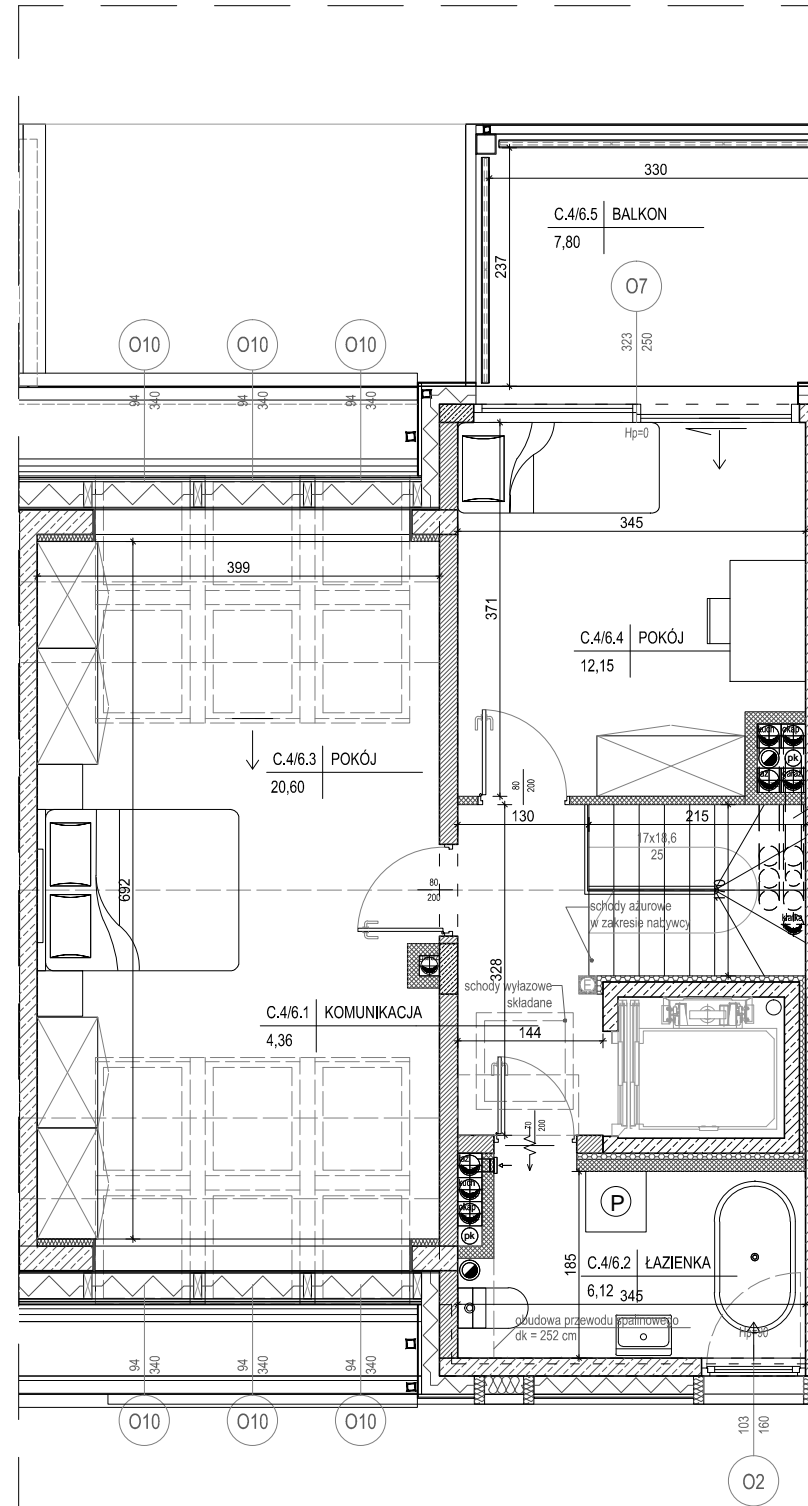 330
C.4/6.5 BALKON
7,80
237
O7
323
250
O10 O10 O10
94
340
94
340
94
340
Hp=0
345
399
371
C.4/6.4 POKÓJ
12,15
C.4/6.3 POKÓJ
20,60
pk
80
200
130
215
17x18,6
25
170
692
80
200
schody ażurowe
w zakresie nabywcy
328
schody wyłazowe
składane
C.4/6.1 KOMUNIKACJA
4,36
144
70
200
P
pk
185
C.4/6.2 ŁAZIENKA
6,12 345
obudowa przewodu spalinowego
dk = 252 cm
Hp=90
94
340
94
340
94
340
O10 O10 O10
103
160
O2